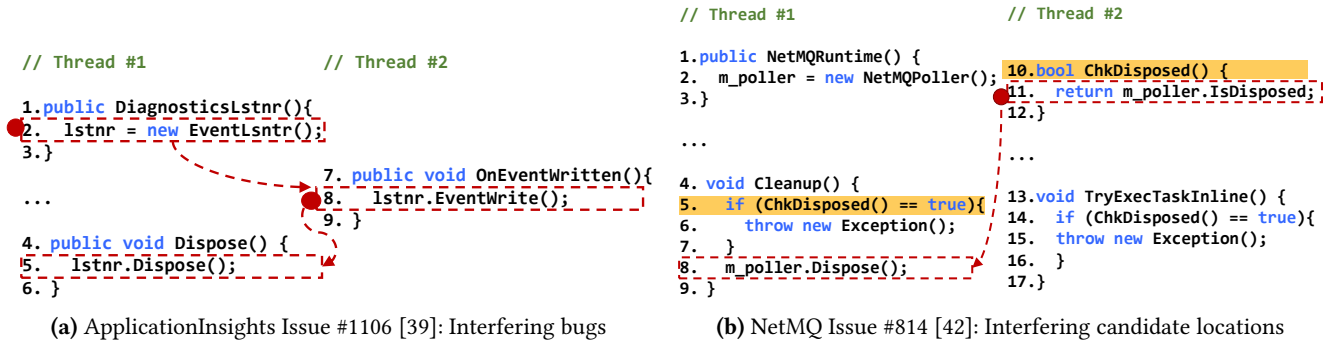 // Thread #1
// Thread #2
1.public DiagnosticsLstnr(){
2. lstnr = new EventLsntr();
3.}
...
4. public void Dispose() {
5. lstnr.Dispose();
6. }
7. public void OnEventWritten(){
8. lstnr.EventWrite();
9. }
(a) ApplicationInsights Issue #1106 [39]: Interfering bugs
// Thread #1
// Thread #2
1.public NetMQRuntime() {
2. m_poller = new NetMQPoller();
3.}
...
4. void Cleanup() {
5. if (ChkDisposed() == true){
6. throw new Exception();
7. }
8. m_poller.Dispose();
9. }
10.bool ChkDisposed() {
11. return m_poller.IsDisposed;
12.}
...
13.void TryExecTaskInline() {
14. if (ChkDisposed() == true){
15. throw new Exception();
16. }
17.}
(b) NetMQ Issue #814 [42]: Interfering candidate locations